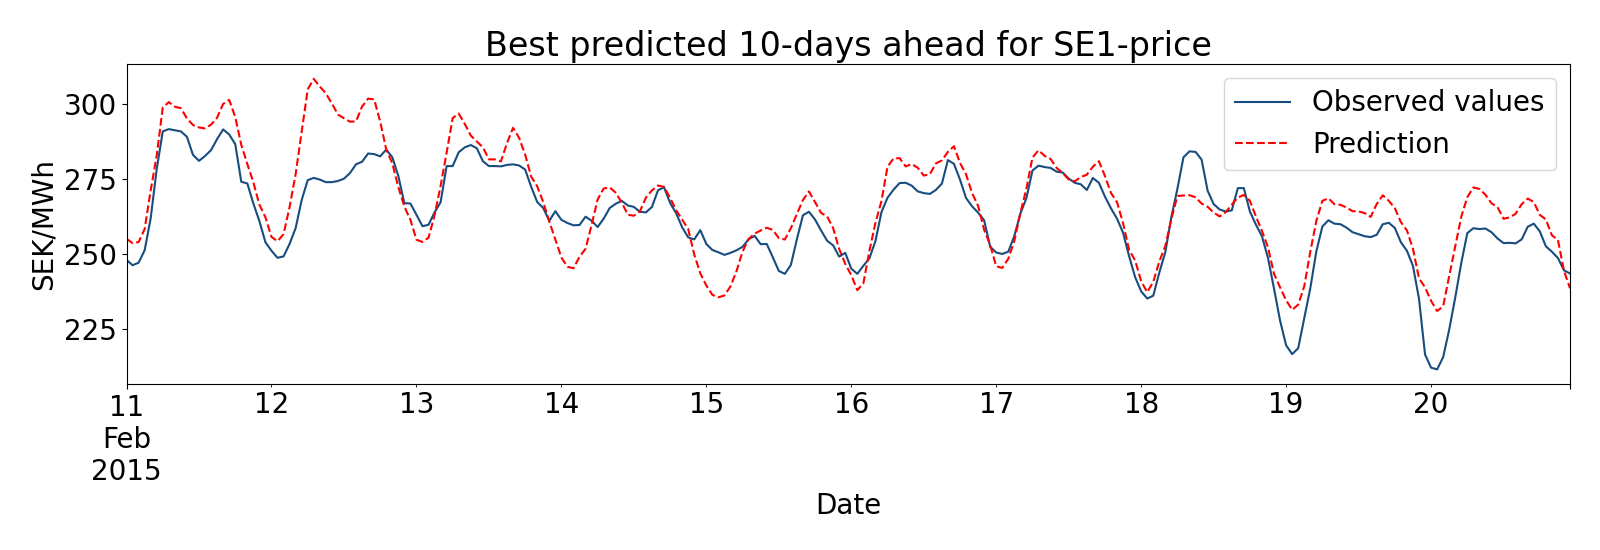 Best predicted 10-days ahead for SE1-price
Observed values
Prediction
SEK/MWh
300
275
250
225
11 12 13 14 15 16 17 18 19 20
Feb
2015
Date